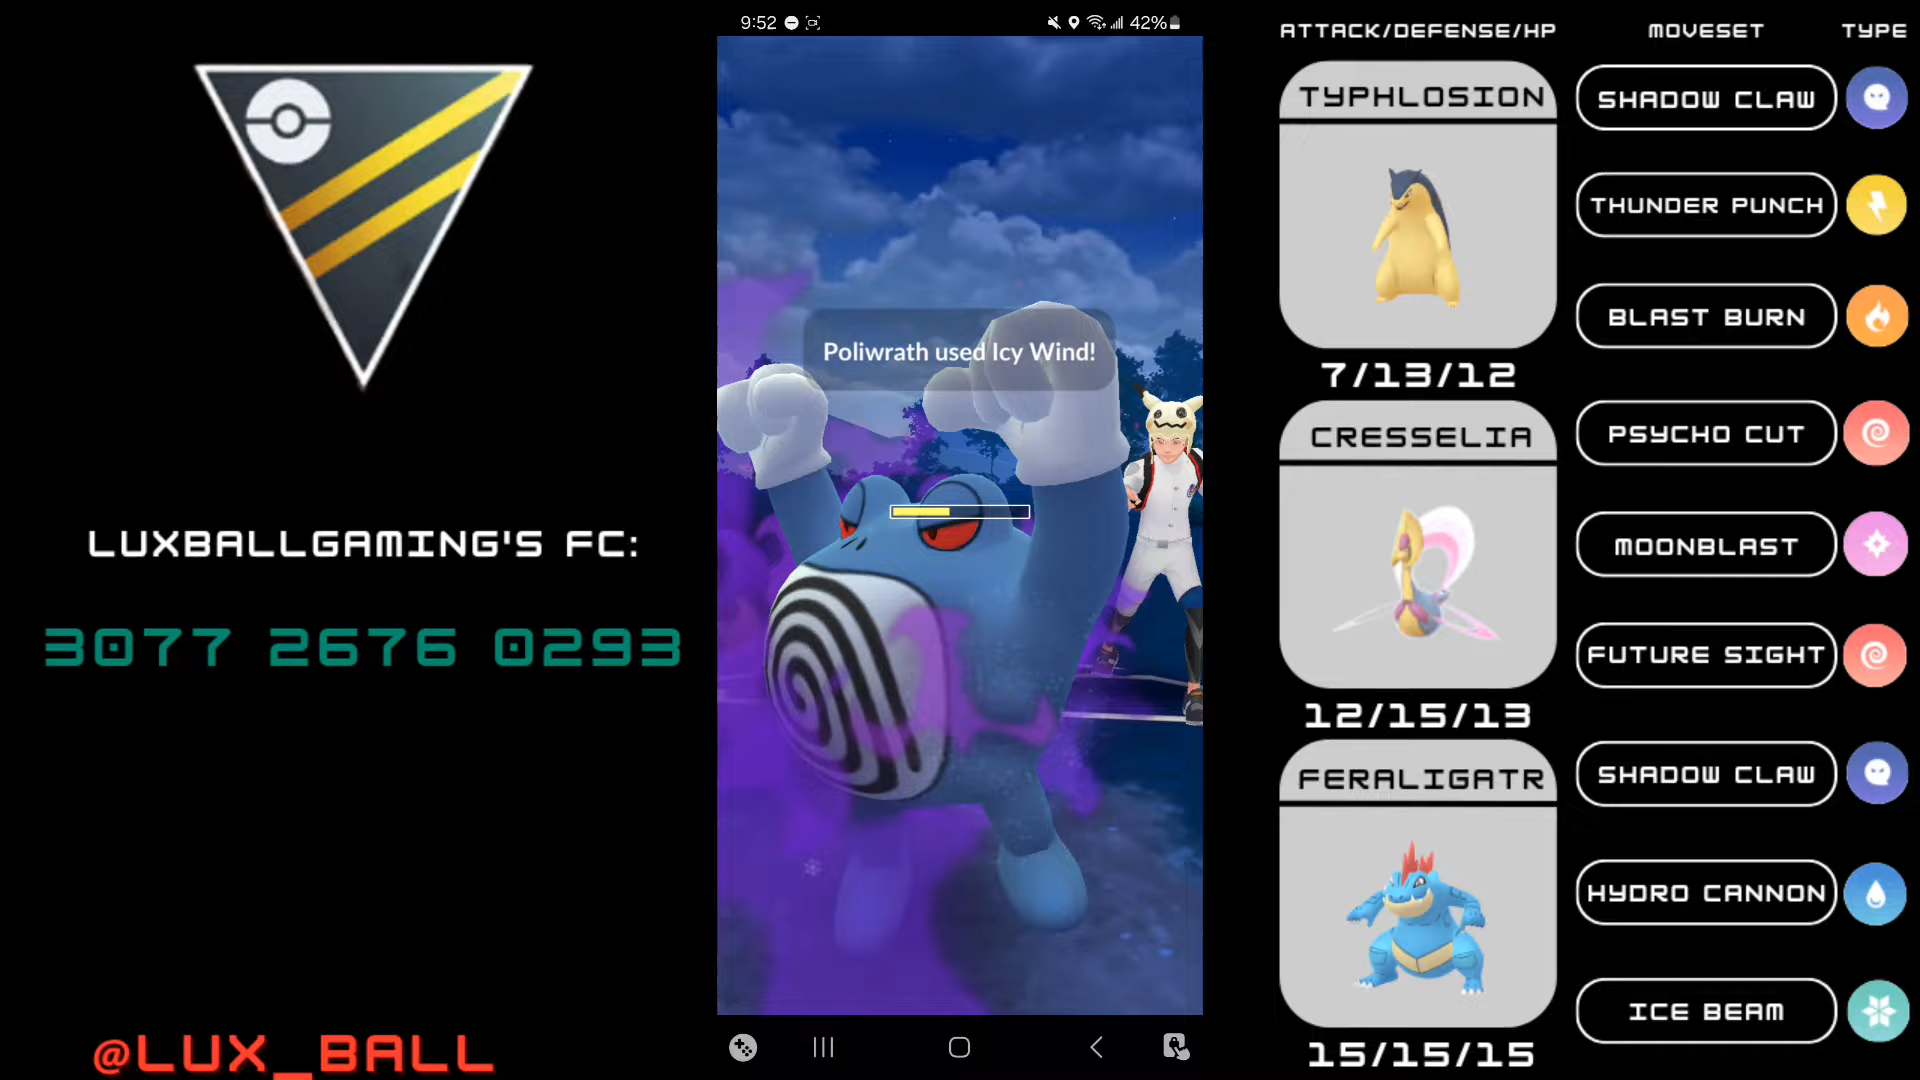 9:52
42%
Poliwrath used Icy Wind!
LUXBALLGAMING'S FC:
3077 2676 0293
@LUX_BALL
ATTACK/DEFENSE/HP
MOVESET
TYPE
TYPHLOSION
7/13/12
SHADOW CLAW
THUNDER PUNCH
BLAST BURN
CRESSELIA
12/15/13
PSYCHO CUT
MOONBLAST
FUTURE SIGHT
FERALIGATR
15/15/15
SHADOW CLAW
HYDRO CANNON
ICE BEAM